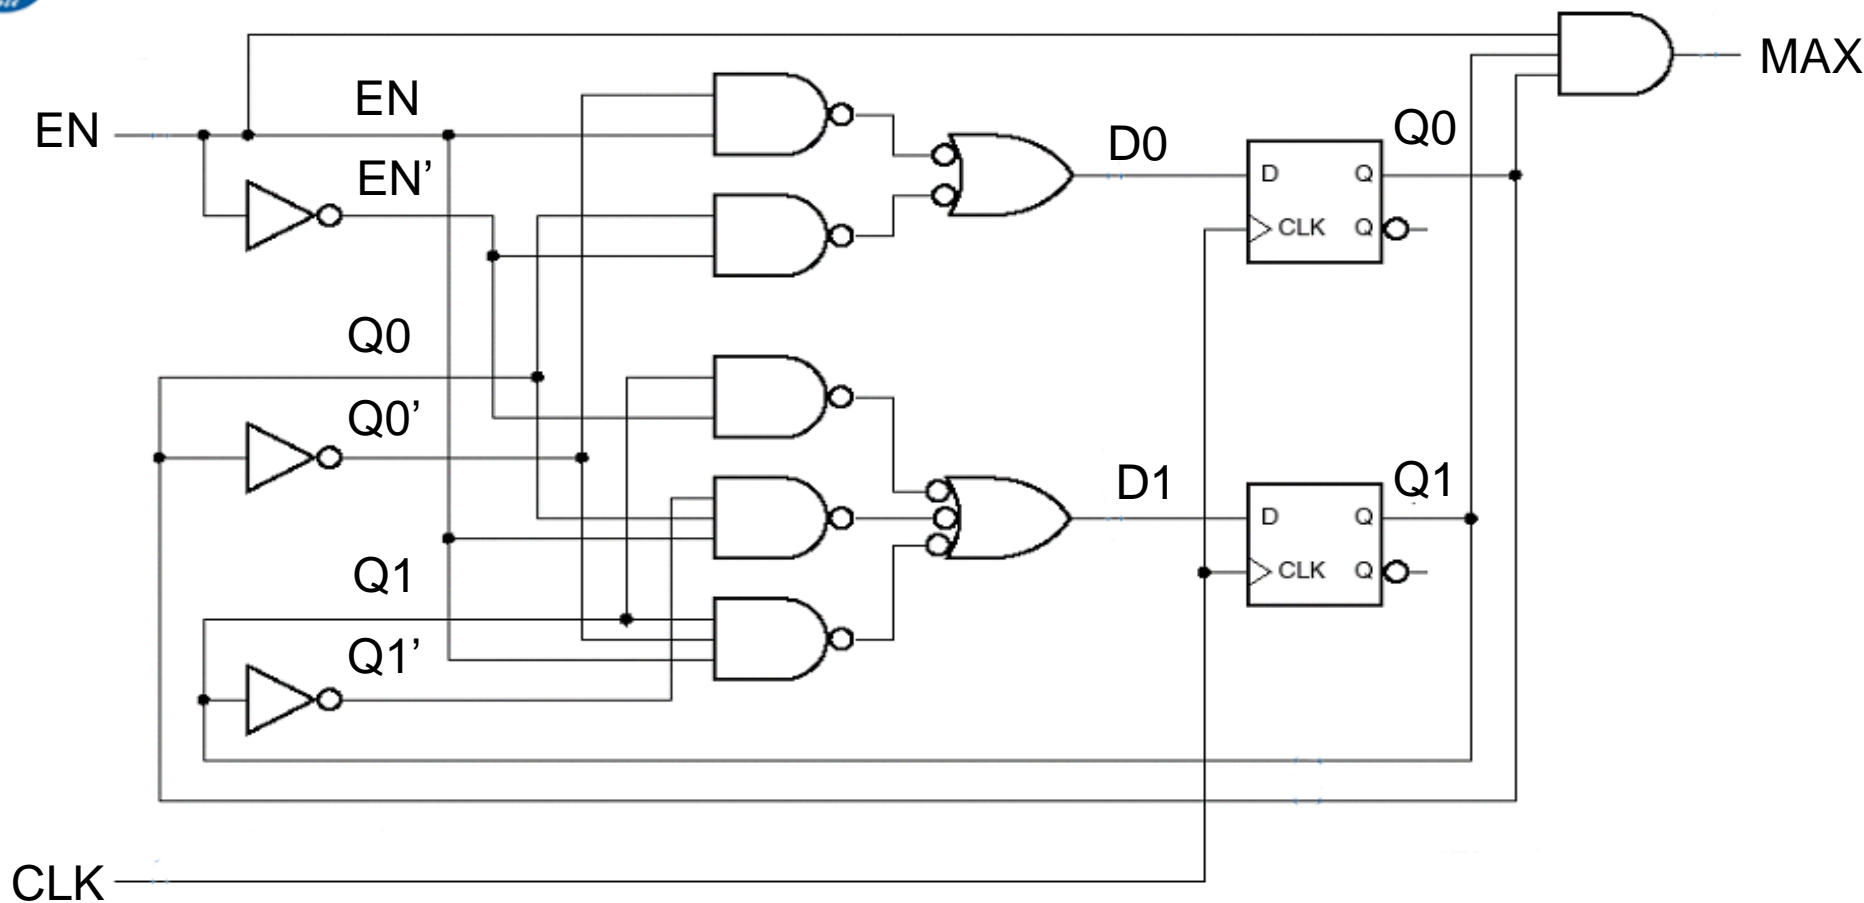 MAX
EN
EN
EN’
Q0
Q0’
Q1
Q1’
D0
Q0
D Q
CLK Q
D1
Q1
D Q
CLK Q
CLK